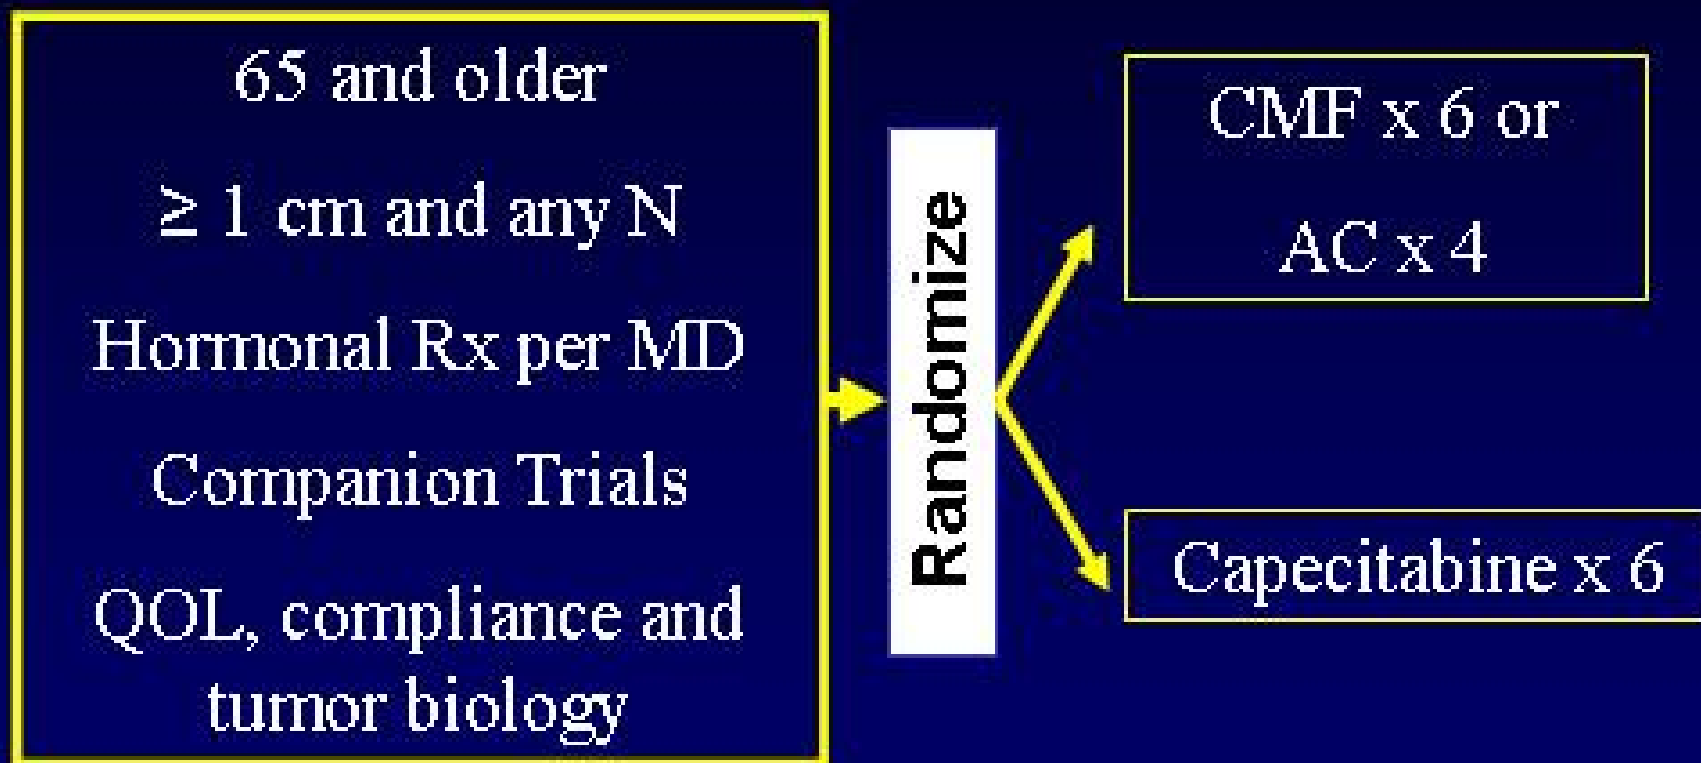 65 and older
≥ 1 cm and any N
Hormonal Rx per MD
Companion Trials
QOL, compliance and
tumor biology
Randomize
CMF x 6 or
AC x 4
Capecitabine x 6